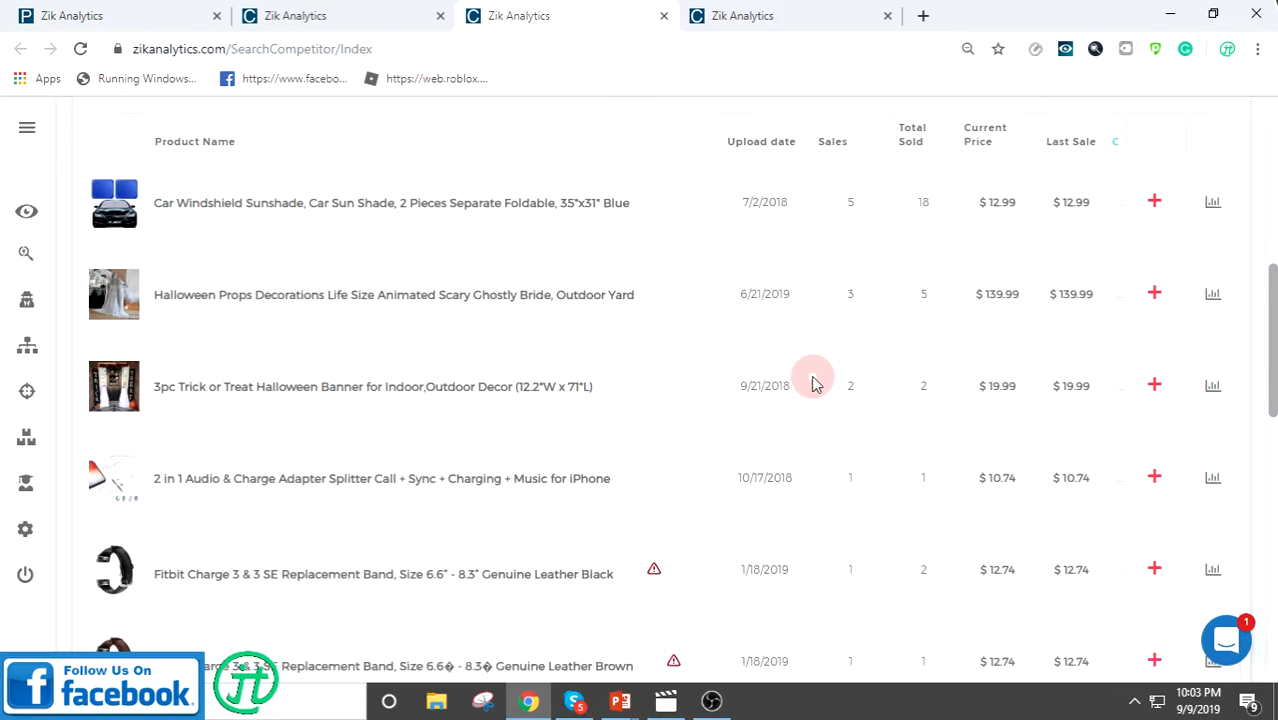 Zik Analytics
Zik Analytics
Zik Analytics
Zik Analytics
zikanalytics.com/SearchCompetitor/Index
Apps
Running Windows...
https://www.facebo...
https://web.roblox....
Product Name
Upload date
Sales
Total
Sold
Current
Price
Last Sale
C
Car Windshield Sunshade, Car Sun Shade, 2 Pieces Separate Foldable, 35"x31" Blue
7/2/2018
5
18
$ 12.99
$ 12.99
Halloween Props Decorations Life Size Animated Scary Ghostly Bride, Outdoor Yard
6/21/2019
3
5
$ 139.99
$ 139.99
3pc Trick or Treat Halloween Banner for Indoor,Outdoor Decor (12.2"W x 71"L)
9/21/2018
2
2
$ 19.99
$ 19.99
2 in 1 Audio & Charge Adapter Splitter Call + Sync + Charging + Music for iPhone
10/17/2018
1
1
$ 10.74
$ 10.74
Fitbit Charge 3 & 3 SE Replacement Band, Size 6.6" - 8.3" Genuine Leather Black
1/18/2019
1
2
$ 12.74
$ 12.74
3 & 3 SE Replacement Band, Size 6.6� - 8.3� Genuine Leather Brown
1/18/2019
1
1
$ 12.74
$ 12.74
1
Follow Us On
facebook.
5
10:03 PM
9/9/2019
9